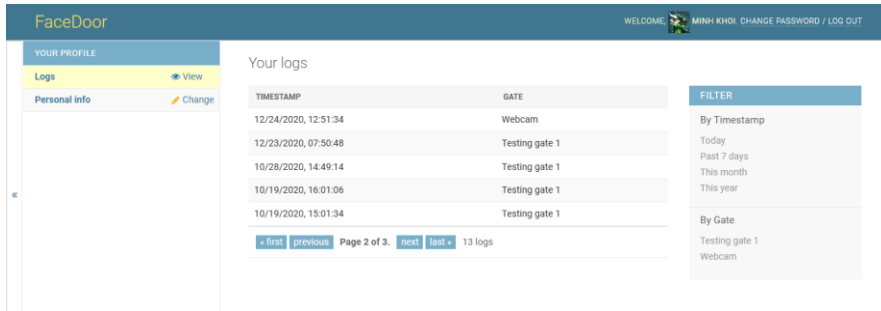 FaceDoor
WELCOME, MINH KHOI. CHANGE PASSWORD / LOG OUT
YOUR PROFILE
Logs View
Personal info Change
«
Your logs
TIMESTAMP GATE
12/24/2020, 12:51:34 Webcam
12/23/2020, 07:50:48 Testing gate 1
10/28/2020, 14:49:14 Testing gate 1
10/19/2020, 16:01:06 Testing gate 1
10/19/2020, 15:01:34 Testing gate 1
« first previous Page 2 of 3. next last » 13 logs
FILTER
By Timestamp
Today
Past 7 days
This month
This year
By Gate
Testing gate 1
Webcam